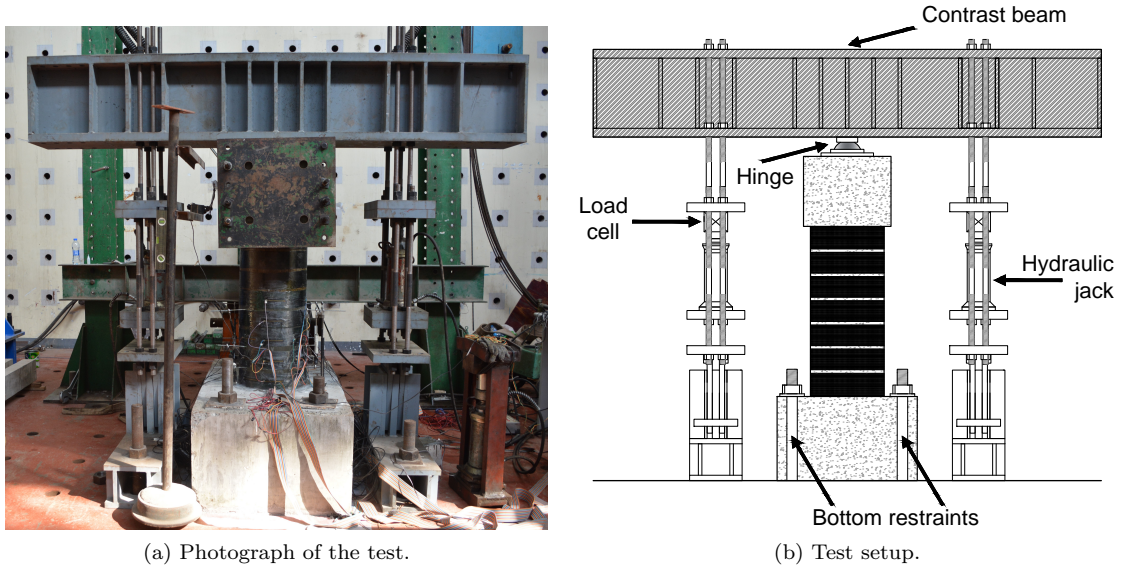 Contrast beam
Hinge
Load
cell
Hydraulic
jack
Bottom restraints
(a) Photograph of the test.
(b) Test setup.